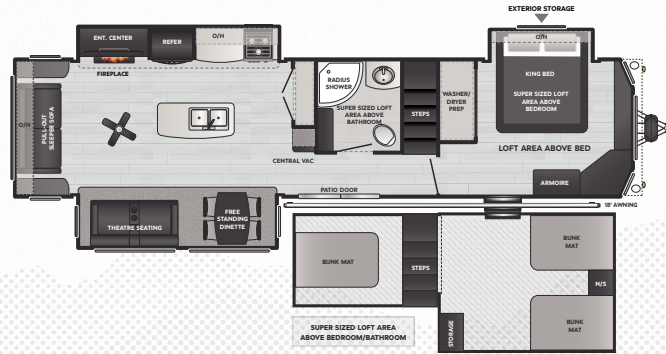 EXTERIOR STORAGE
ENT. CENTER
REFER
O/H
O/H
FIREPLACE
KING BED
SUPER SIZED LOFT
AREA ABOVE
BEDROOM
RADIUS
SHOWER
WASHER/
DRYER
PREP
O/H
PULL-OUT
SLEEPER SOFA
SUPER SIZED LOFT
AREA ABOVE
BATHROOM
STEPS
LOFT AREA ABOVE BED
CENTRAL VAC
ARMOIRE
PATIO DOOR
18' AWNING
THEATRE SEATING
FREE
STANDING
DINETTE
BUNK MAT
STEPS
BUNK
MAT
N/S
BUNK
MAT
STORAGE
SUPER SIZED LOFT AREA
ABOVE BEDROOM/BATHROOM